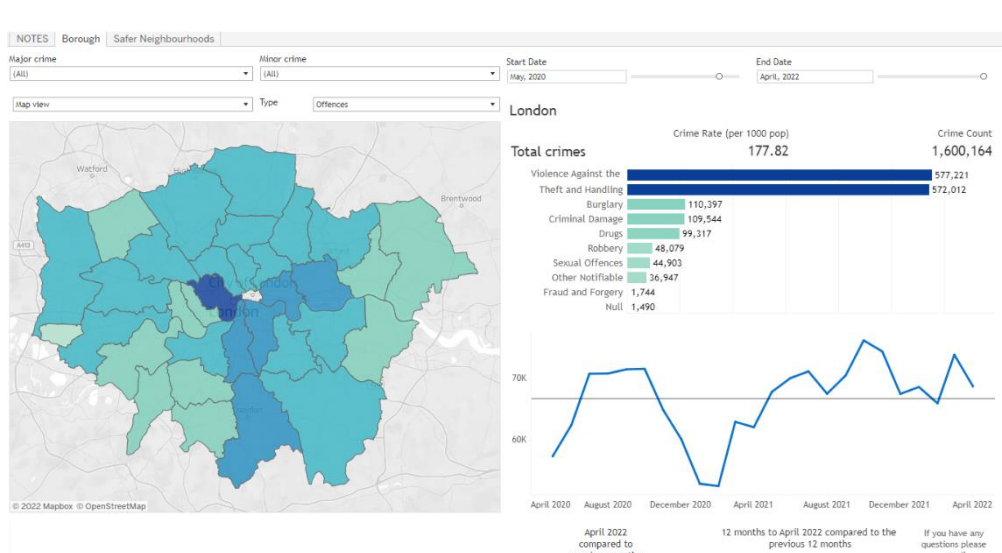 NOTES Borough Safer Neighbourhoods
Major crime Minor crime
(All) (All)
Start Date End Date
May, 2020 April, 2022
Map view Type Offences
London
Crime Rate (per 1000 pop) Crime Count
Total crimes 177.82 1,600,164
Violence Against the 577,221
Theft and Handling 572,012
Burglary 110,397
Criminal Damage 109,544
Drugs 99,317
Robbery 48,079
Sexual Offences 44,903
Other Notifiable 36,947
Fraud and Forgery 1,744
Null 1,490
Watford
Brentwood
A413
City of London
London
© 2022 Mapbox © OpenStreetMap
70K
60K
April 2020 August 2020 December 2020 April 2021 August 2021 December 2021 April 2022
April 2022
compared to
12 months to April 2022 compared to the
previous 12 months
If you have any
questions please